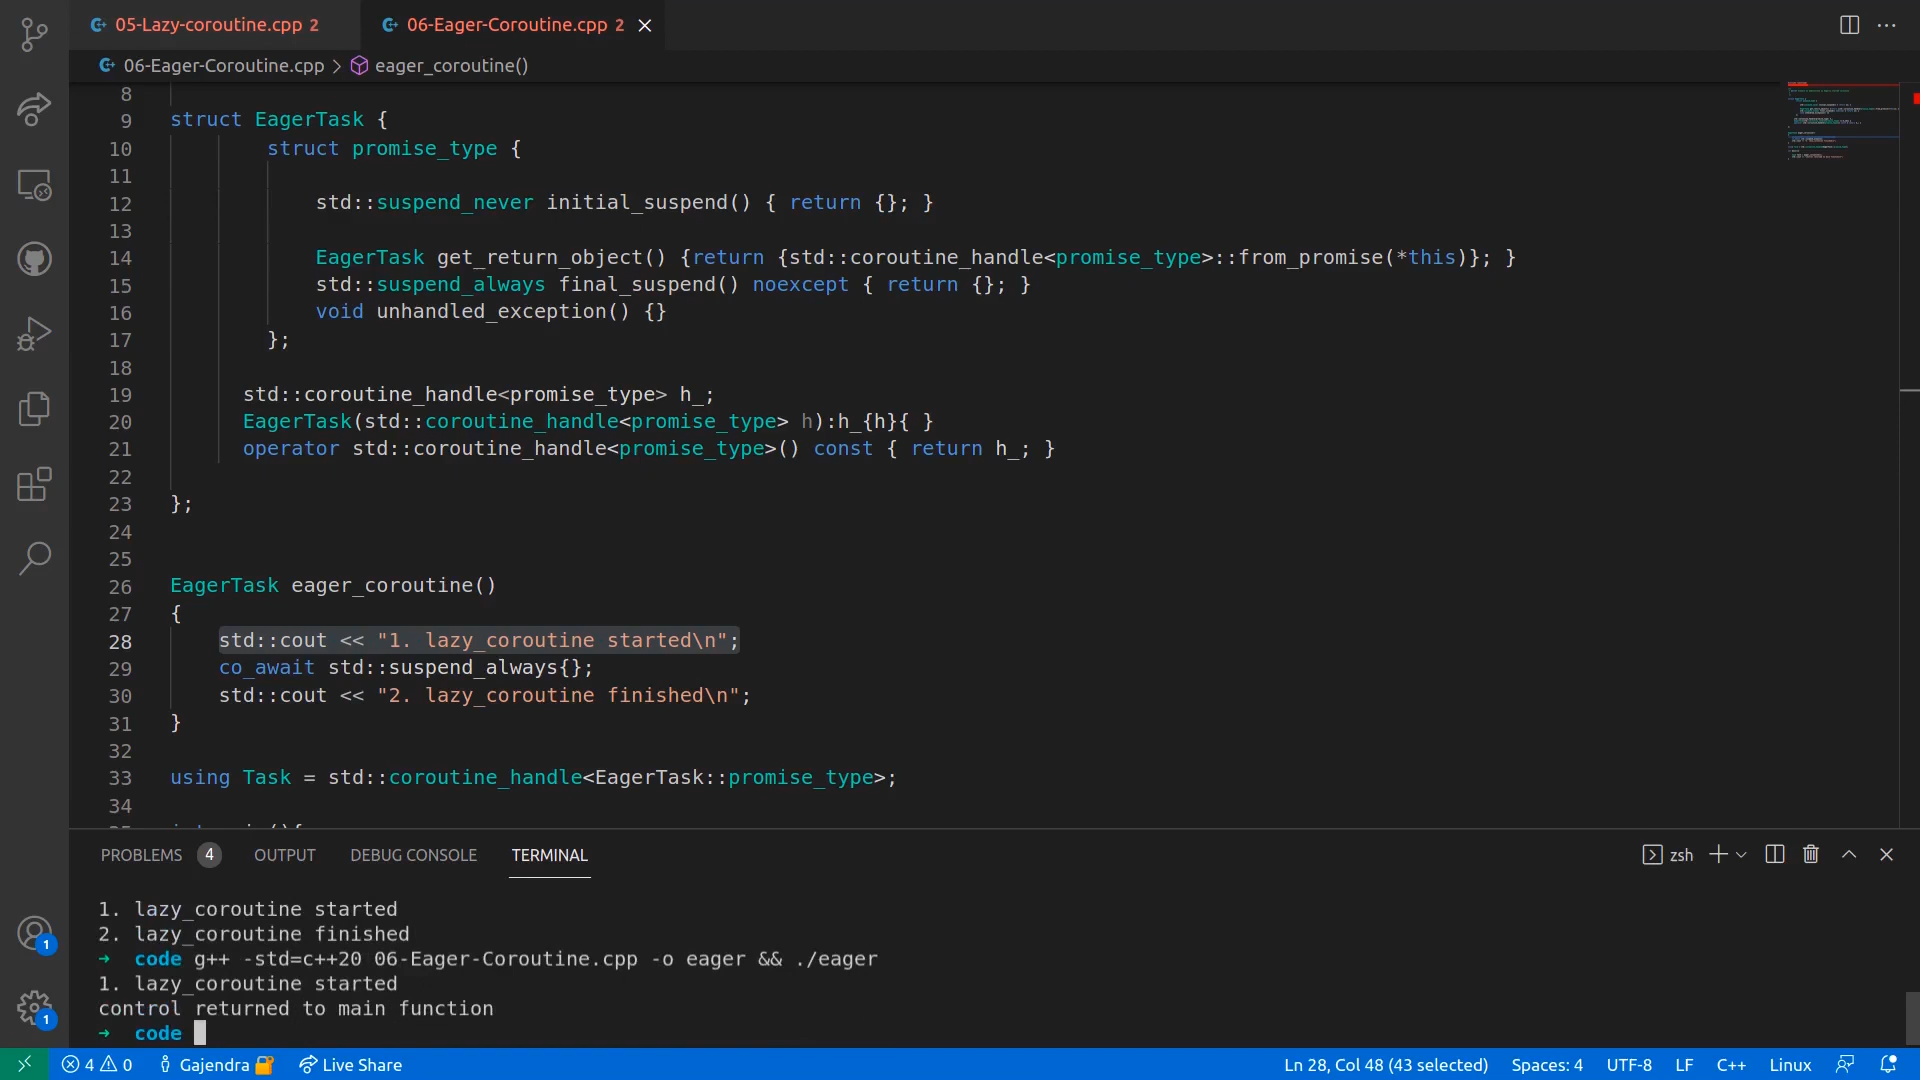 05-Lazy-coroutine.cpp 2
06-Eager-Coroutine.cpp 2
06-Eager-Coroutine.cpp > eager_coroutine()
8
9 struct EagerTask {
10 struct promise_type {
11
12 std::suspend_never initial_suspend() { return {}; }
13
14 EagerTask get_return_object() {return {std::coroutine_handle<promise_type>::from_promise(*this)}; }
15 std::suspend_always final_suspend() noexcept { return {}; }
16 void unhandled_exception() {}
17 };
18
19 std::coroutine_handle<promise_type> h_;
20 EagerTask(std::coroutine_handle<promise_type> h):h_{h}{ }
21 operator std::coroutine_handle<promise_type>() const { return h_; }
22
23 };
24
25
26 EagerTask eager_coroutine()
27 {
28 std::cout << "1. lazy_coroutine started\n";
29 co_await std::suspend_always{};
30 std::cout << "2. lazy_coroutine finished\n";
31 }
32
33 using Task = std::coroutine_handle<EagerTask::promise_type>;
34
PROBLEMS 4 OUTPUT DEBUG CONSOLE TERMINAL
zsh
1. lazy_coroutine started
2. lazy_coroutine finished
➜ code g++ -std=c++20 06-Eager-Coroutine.cpp -o eager && ./eager
1. lazy_coroutine started
control returned to main function
➜ code
1
1
4 0 Gajendra Live Share
Ln 28, Col 48 (43 selected) Spaces: 4 UTF-8 LF C++ Linux